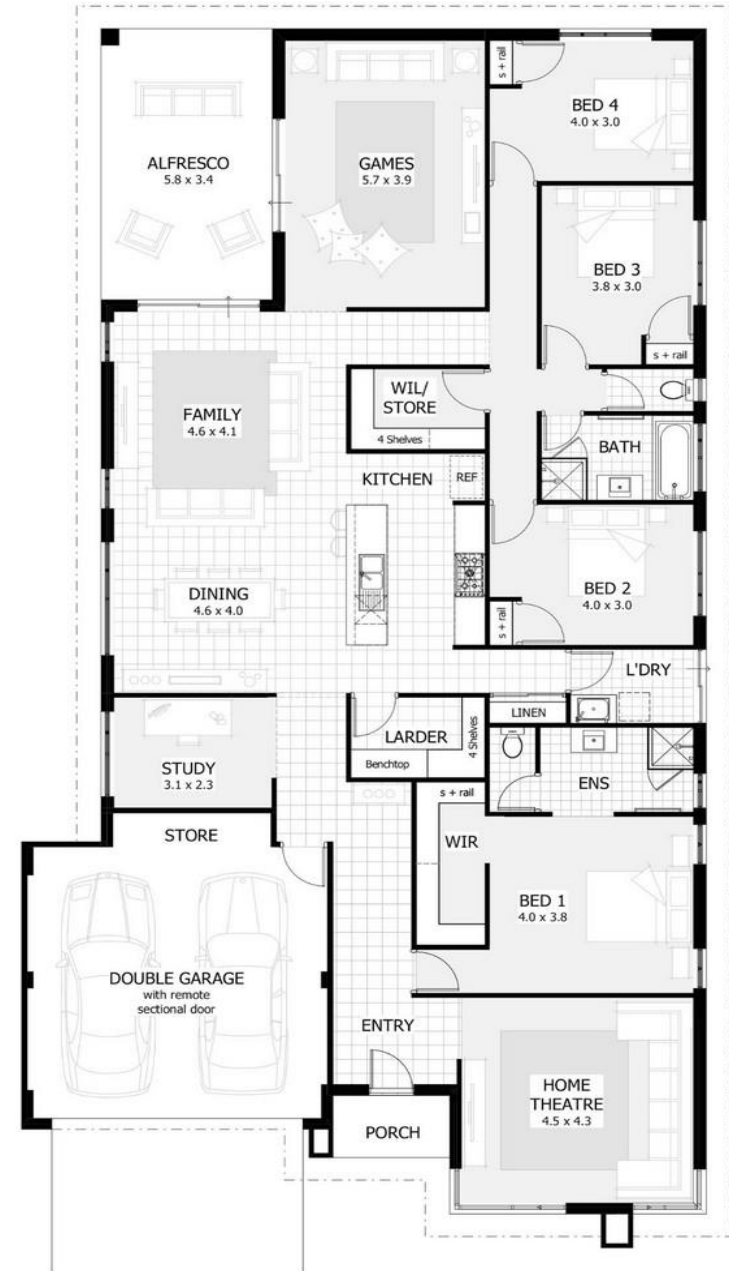 s + rail
BED 4
4.0 x 3.0
ALFRESCO
5.8 x 3.4
GAMES
5.7 x 3.9
BED 3
3.8 x 3.0
s + rail
WIL/
STORE
4 Shelves
FAMILY
4.6 x 4.1
BATH
KITCHEN
REF
DINING
4.6 x 4.0
BED 2
4.0 x 3.0
s + rail
L'DRY
LINEN
LARDER
4 Shelves
Benchtop
STUDY
3.1 x 2.3
ENS
s + rail
STORE
WIR
BED 1
4.0 x 3.8
DOUBLE GARAGE
with remote
sectional door
ENTRY
HOME
THEATRE
4.5 x 4.3
PORCH